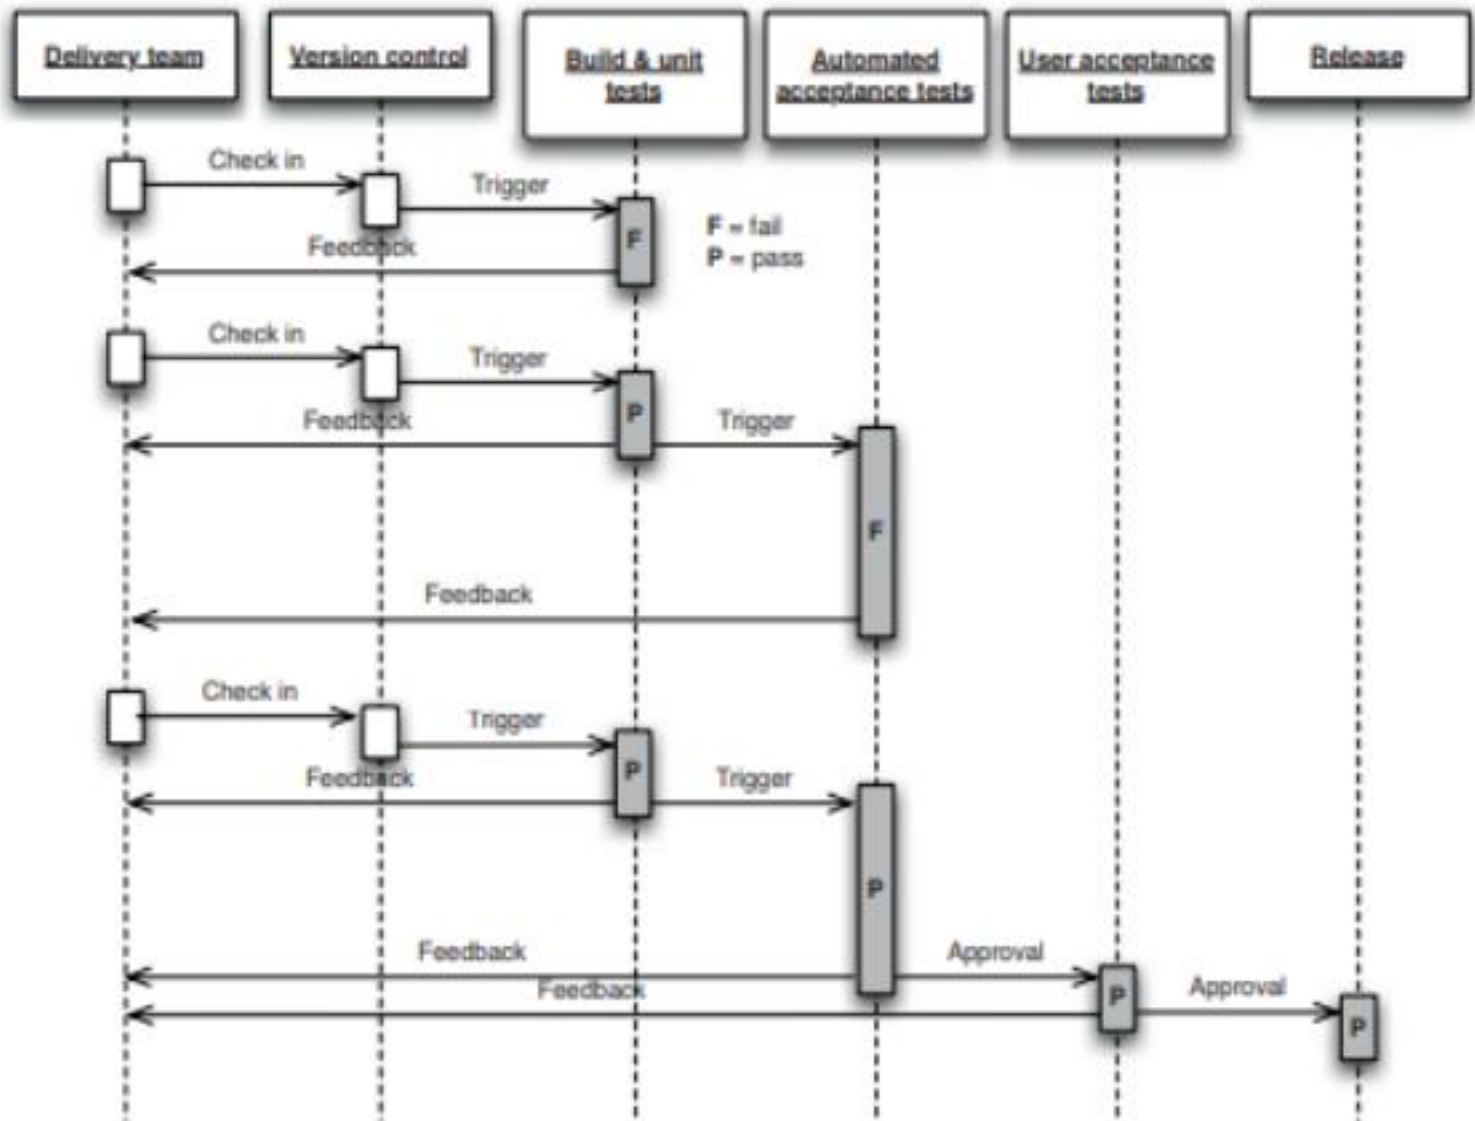 Delivery team
Version control
Build & unit
tests
Automated
acceptance tests
User acceptance
tests
Release
Check in
Trigger
F
F = fail
P = pass
Feedback
Check in
Trigger
P
Feedback
Trigger
F
Feedback
Check in
Trigger
P
Feedback
Trigger
P
Feedback
Approval
P
Feedback
Approval
P